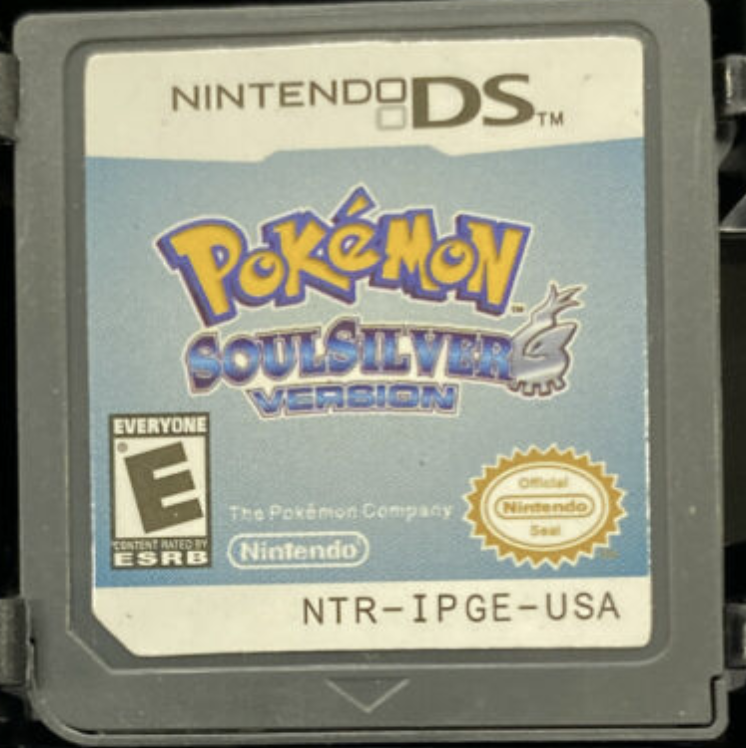 NINTENDO DS™
POKéMON™
SOULSILVER
VERSION
EVERYONE
E
CONTENT RATED BY
ESRB
The Pokémon Company
Nintendo
Official
Nintendo
Seal
NTR-IPGE-USA